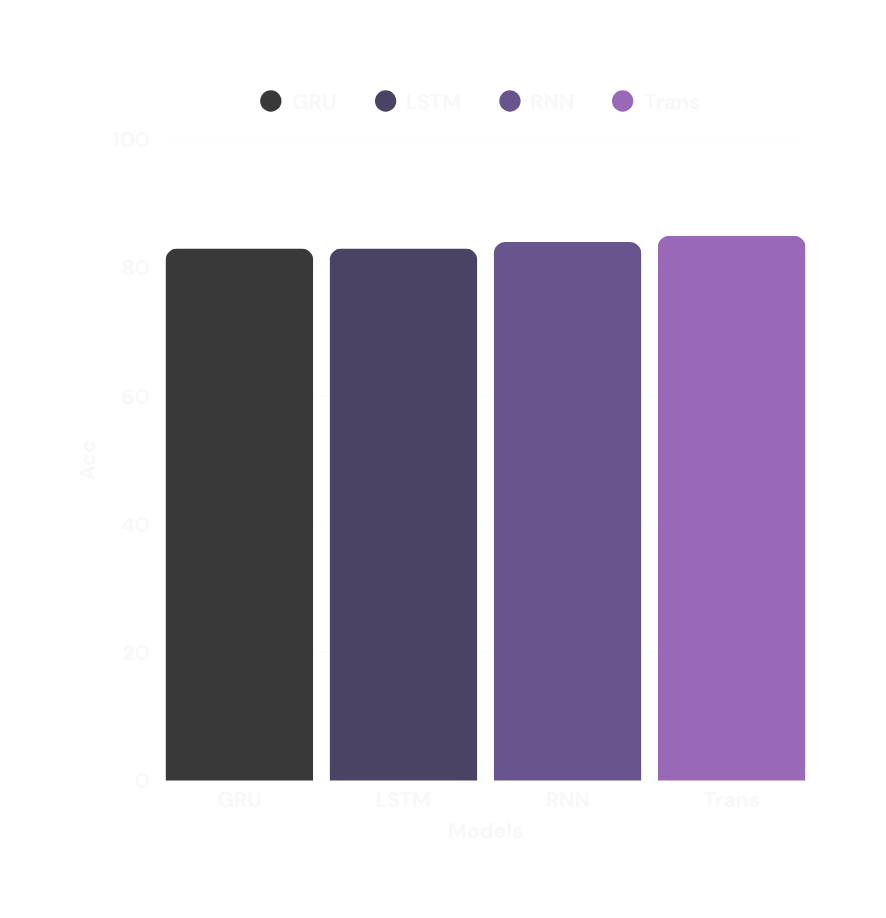 GRU LSTM RNN Trans
100
80
60
40
20
0
Acc
GRU LSTM RNN Trans
Models